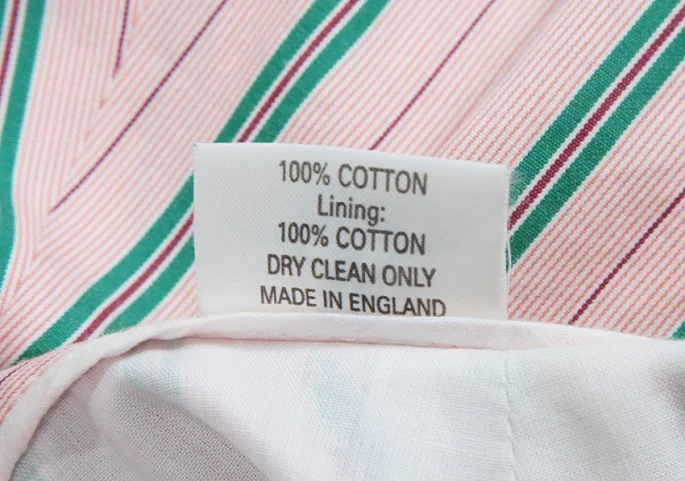 100% COTTON
Lining:
100% COTTON
DRY CLEAN ONLY
MADE IN ENGLAND